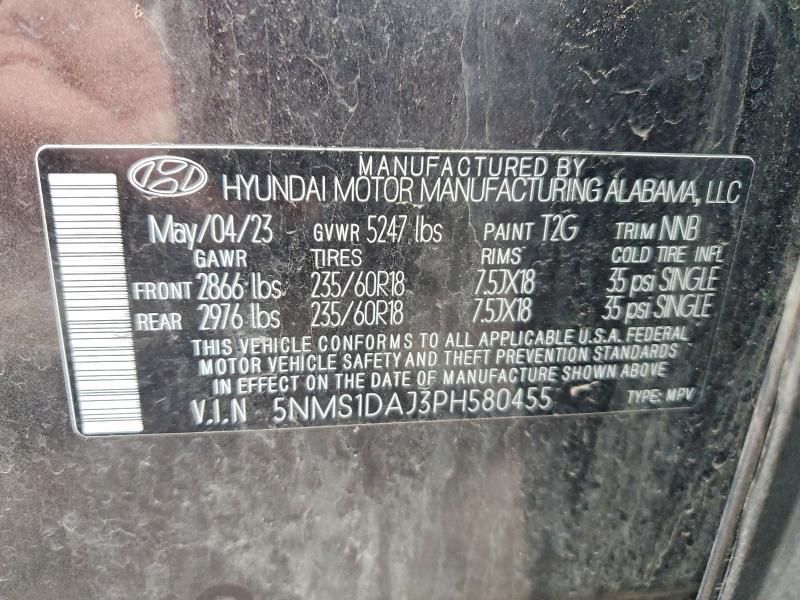 MANUFACTURED BY
HYUNDAI MOTOR MANUFACTURING ALABAMA, LLC
May/04/23 GVWR 5247 lbs PAINT T2G TRIM NNB
GAWR TIRES RIMS COLD TIRE INFL
FRONT 2866 lbs 235/60R18 7.5JX18 35 psi SINGLE
REAR 2976 lbs 235/60R18 7.5JX18 35 psi SINGLE
THIS VEHICLE CONFORMS TO ALL APPLICABLE U.S.A. FEDERAL
MOTOR VEHICLE SAFETY AND THEFT PREVENTION STANDARDS
IN EFFECT ON THE DATE OF MANUFACTURE SHOWN ABOVE
V.I.N 5NMS1DAJ3PH580455 TYPE: MPV